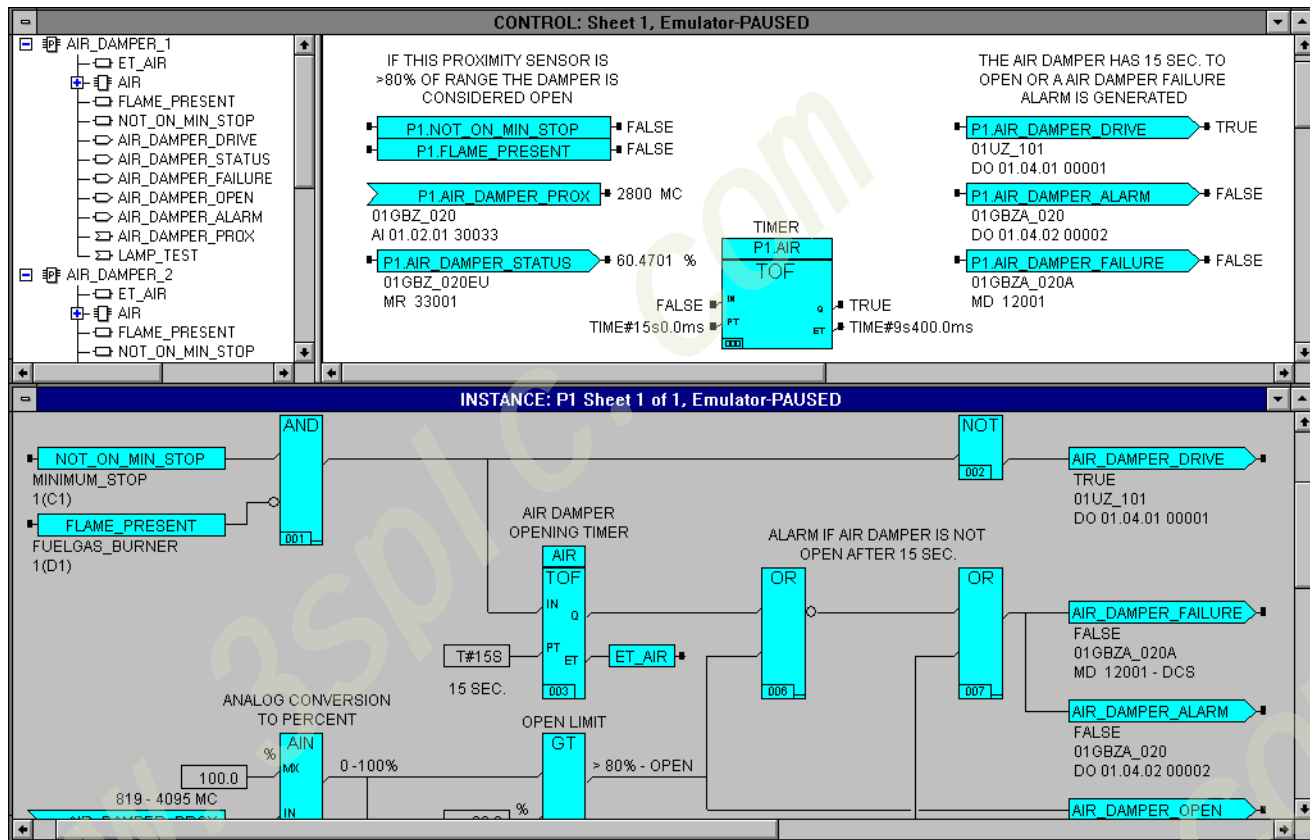 CONTROL: Sheet 1, Emulator-PAUSED
AIR_DAMPER_1
ET_AIR
AIR
FLAME_PRESENT
NOT_ON_MIN_STOP
AIR_DAMPER_DRIVE
AIR_DAMPER_STATUS
AIR_DAMPER_FAILURE
AIR_DAMPER_OPEN
AIR_DAMPER_ALARM
AIR_DAMPER_PROX
LAMP_TEST
AIR_DAMPER_2
ET_AIR
AIR
FLAME_PRESENT
NOT_ON_MIN_STOP
IF THIS PROXIMITY SENSOR IS
>80% OF RANGE THE DAMPER IS
CONSIDERED OPEN
P1.NOT_ON_MIN_STOP FALSE
P1.FLAME_PRESENT FALSE
P1.AIR_DAMPER_PROX 2800 MC
01GBZ_020
AI 01.02.01 30033
P1.AIR_DAMPER_STATUS 60.4701 %
01GBZ_020EU
MR 33001
TIMER
P1.AIR
TOF
FALSE IN Q TRUE
TIME#15s0.0ms PT ET TIME#9s400.0ms
000
THE AIR DAMPER HAS 15 SEC. TO
OPEN OR A AIR DAMPER FAILURE
ALARM IS GENERATED
P1.AIR_DAMPER_DRIVE TRUE
01UZ_101
DO 01.04.01 00001
P1.AIR_DAMPER_ALARM FALSE
01GBZA_020
DO 01.04.02 00002
P1.AIR_DAMPER_FAILURE FALSE
01GBZA_020A
MD 12001
INSTANCE: P1 Sheet 1 of 1, Emulator-PAUSED
NOT_ON_MIN_STOP
MINIMUM_STOP
1(C1)
FLAME_PRESENT
FUELGAS_BURNER
1(D1)
AND
001
NOT
002
AIR_DAMPER_DRIVE
TRUE
01UZ_101
DO 01.04.01 00001
AIR DAMPER
OPENING TIMER
AIR
TOF
IN Q
PT ET
003
T#15S
15 SEC.
ET_AIR
ALARM IF AIR DAMPER IS NOT
OPEN AFTER 15 SEC.
OR
006
OR
007
AIR_DAMPER_FAILURE
FALSE
01GBZA_020A
MD 12001 - DCS
AIR_DAMPER_ALARM
FALSE
01GBZA_020
DO 01.04.02 00002
AIR_DAMPER_OPEN
ANALOG CONVERSION
TO PERCENT
AIN
% MX
100.0
819 - 4095 MC
AIR_DAMPER_PROX
IN
0 -100%
OPEN LIMIT
GT
> 80% - OPEN
%
www.3splc.com